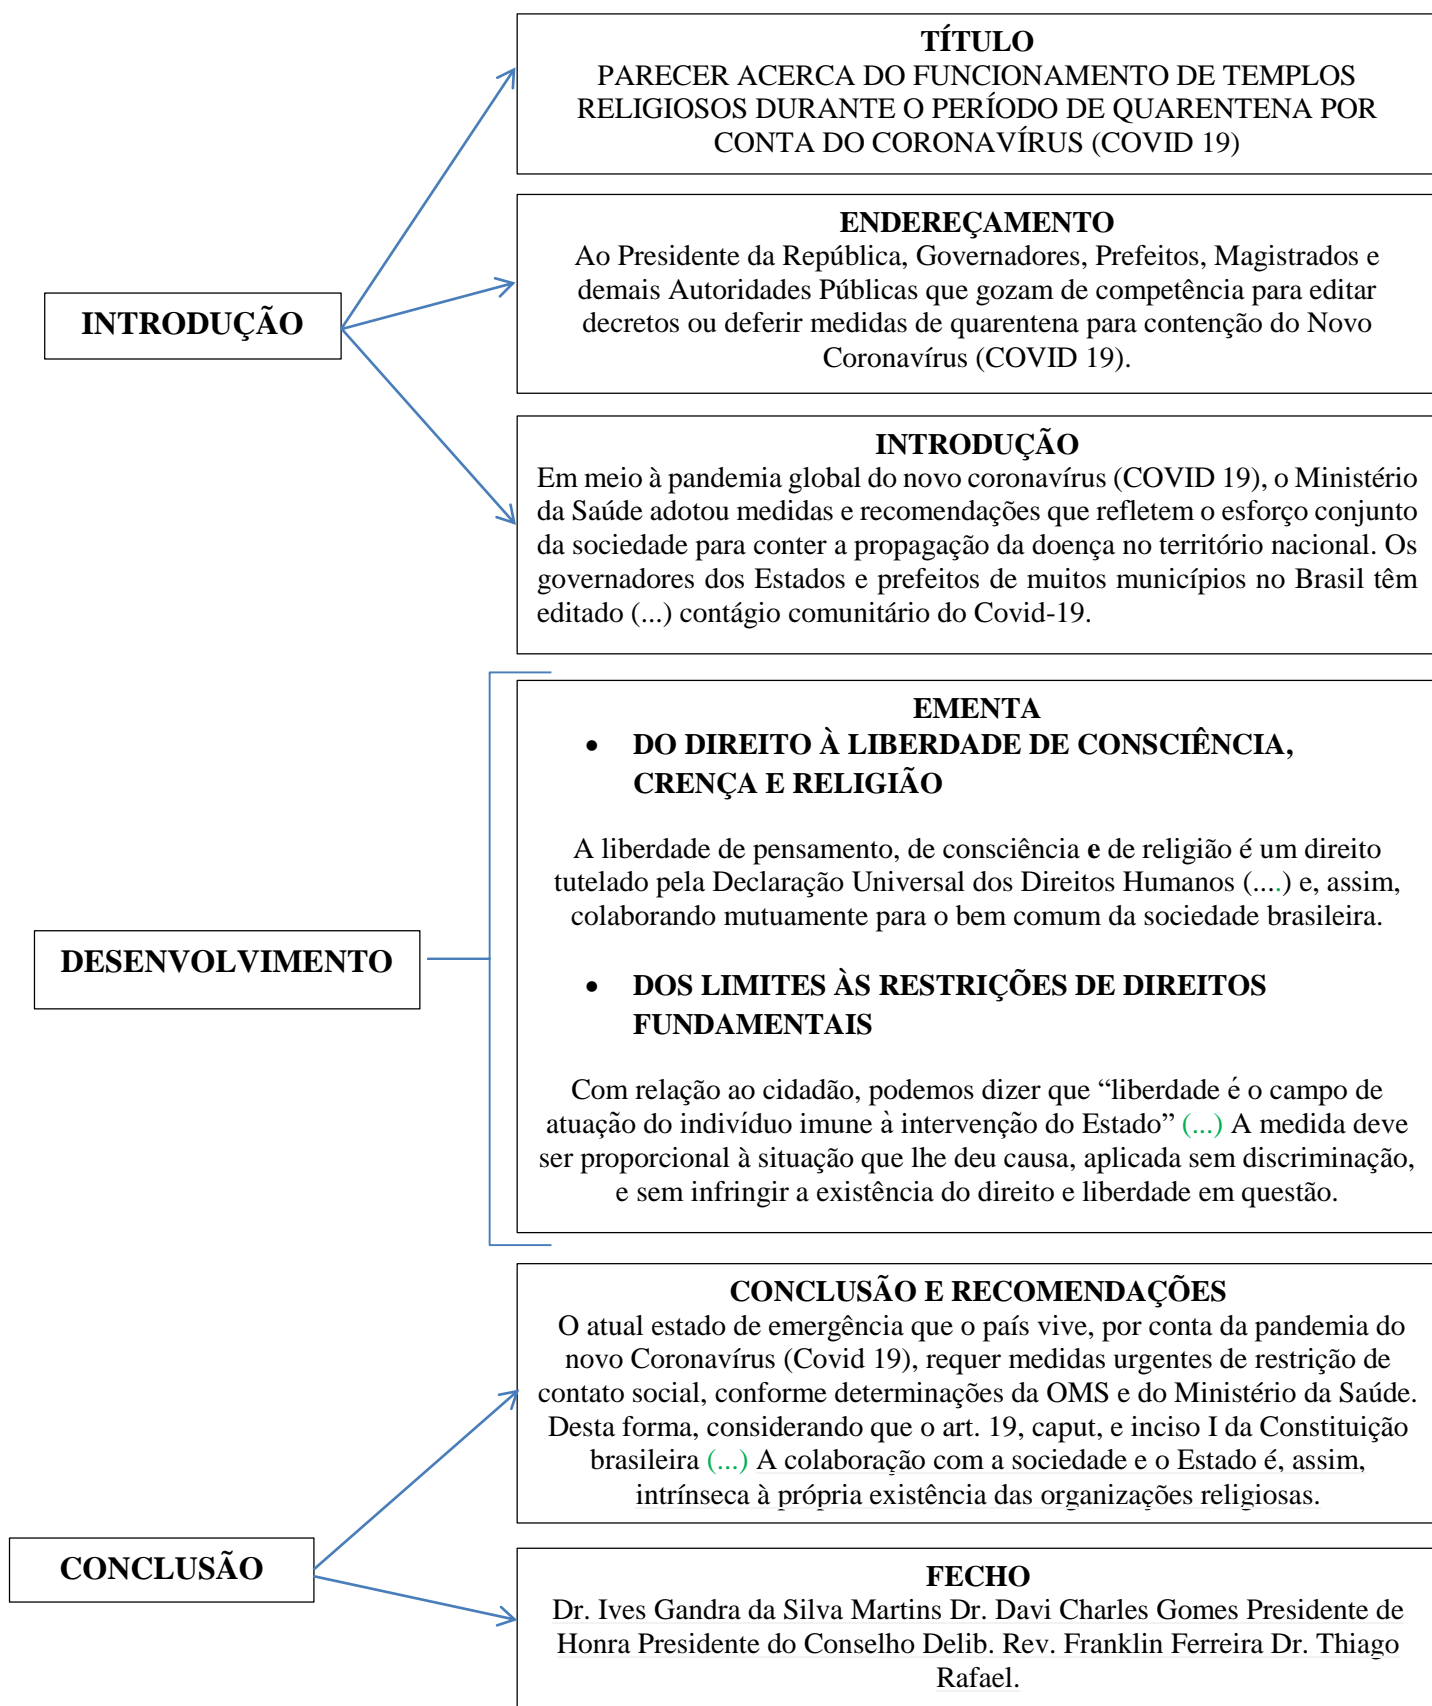 TÍTULO
PARECER ACERCA DO FUNCIONAMENTO DE TEMPLOS
RELIGIOSOS DURANTE O PERÍODO DE QUARENTENA POR
CONTA DO CORONAVÍRUS (COVID 19)
ENDEREÇAMENTO
Ao Presidente da República, Governadores, Prefeitos, Magistrados e
demais Autoridades Públicas que gozam de competência para editar
decretos ou deferir medidas de quarentena para contenção do Novo
Coronavírus (COVID 19).
INTRODUÇÃO
INTRODUÇÃO
Em meio à pandemia global do novo coronavírus (COVID 19), o Ministério
da Saúde adotou medidas e recomendações que refletem o esforço conjunto
da sociedade para conter a propagação da doença no território nacional. Os
governadores dos Estados e prefeitos de muitos municípios no Brasil têm
editado (...) contágio comunitário do Covid-19.
DESENVOLVIMENTO
EMENTA
• DO DIREITO À LIBERDADE DE CONSCIÊNCIA,
CRENÇA E RELIGIÃO
A liberdade de pensamento, de consciência e de religião é um direito
tutelado pela Declaração Universal dos Direitos Humanos (....) e, assim,
colaborando mutuamente para o bem comum da sociedade brasileira.
• DOS LIMITES ÀS RESTRIÇÕES DE DIREITOS
FUNDAMENTAIS
Com relação ao cidadão, podemos dizer que “liberdade é o campo de
atuação do indivíduo imune à intervenção do Estado” (...) A medida deve
ser proporcional à situação que lhe deu causa, aplicada sem discriminação,
e sem infringir a existência do direito e liberdade em questão.
CONCLUSÃO E RECOMENDAÇÕES
O atual estado de emergência que o país vive, por conta da pandemia do
novo Coronavírus (Covid 19), requer medidas urgentes de restrição de
contato social, conforme determinações da OMS e do Ministério da Saúde.
Desta forma, considerando que o art. 19, caput, e inciso I da Constituição
brasileira (...) A colaboração com a sociedade e o Estado é, assim,
intrínseca à própria existência das organizações religiosas.
CONCLUSÃO
FECHO
Dr. Ives Gandra da Silva Martins Dr. Davi Charles Gomes Presidente de
Honra Presidente do Conselho Delib. Rev. Franklin Ferreira Dr. Thiago
Rafael.